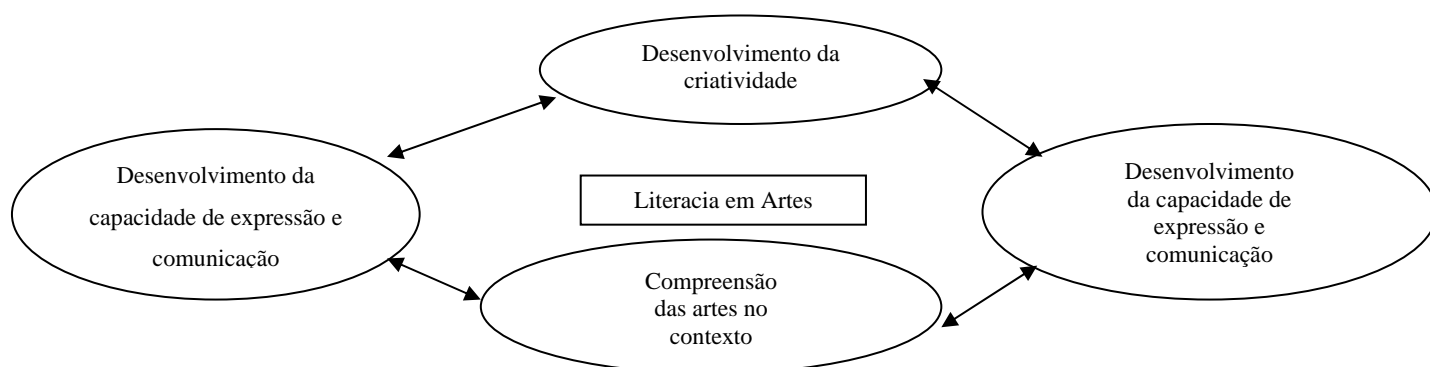 Desenvolvimento da
criatividade
Desenvolvimento da
capacidade de expressão e
comunicação
Literacia em Artes
Desenvolvimento
da capacidade de
expressão e
comunicação
Compreensão
das artes no
contexto